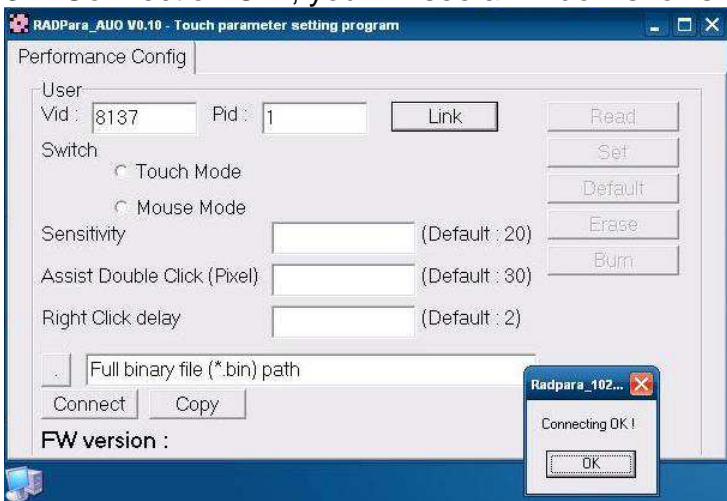 RADPara_AUO V0.10 - Touch parameter setting program
Performance Config
User
Vid : 8137 Pid : 1 Link Read
Switch Set
Touch Mode Default
Mouse Mode Erase
Sensitivity (Default : 20)
Burn
Assist Double Click (Pixel) (Default : 30)
Right Click delay (Default : 2)
. Full binary file (*.bin) path
Connect Copy
FW version :
Radpara_102...
Connecting OK !
OK